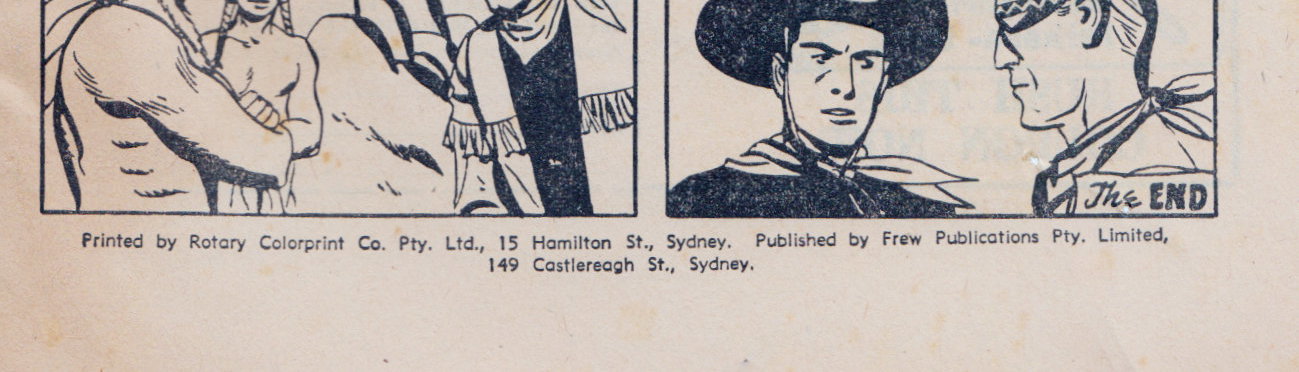 The END
Printed by Rotary Colorprint Co. Pty. Ltd., 15 Hamilton St., Sydney. Published by Frew Publications Pty. Limited,
149 Castlereagh St., Sydney.